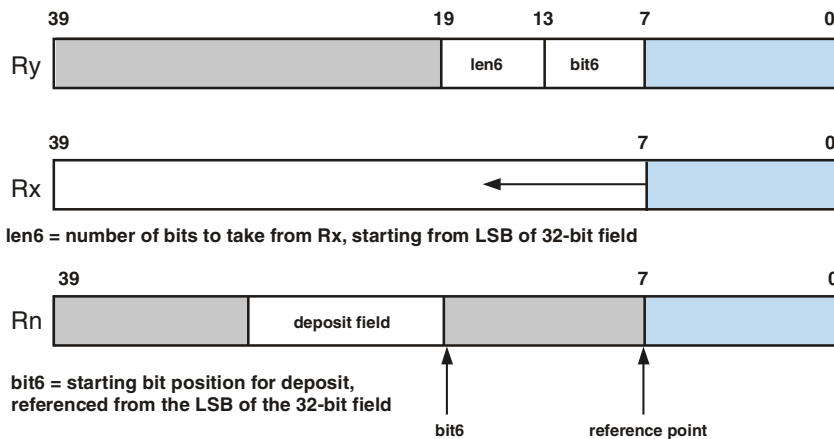 39 19 13 7 0
Ry len6 bit6
39 7 0
Rx
len6 = number of bits to take from Rx, starting from LSB of 32-bit field
39 7 0
Rn deposit field
bit6 = starting bit position for deposit,
referenced from the LSB of the 32-bit field
bit6 reference point